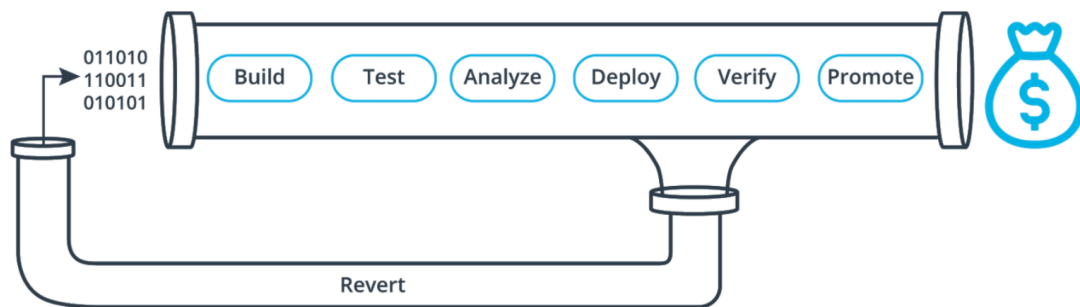 011010
110011
010101
Build
Test
Analyze
Deploy
Verify
Promote
$
Revert